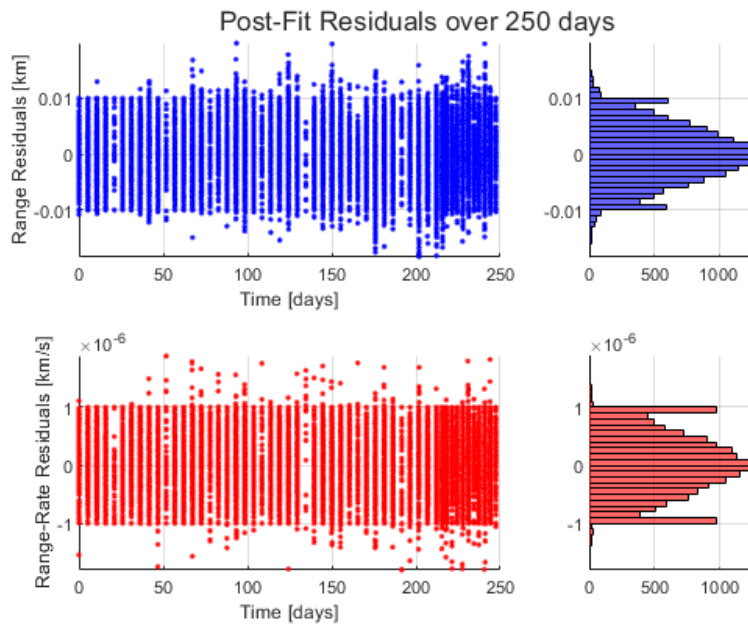 Post-Fit Residuals over 250 days
Range Residuals [km]
0.01
0
-0.01
0 50 100 150 200 250
Time [days]
0.01
0
-0.01
0 500 1000
Range-Rate Residuals [km/s]
× 10^-6
1
0
-1
0 50 100 150 200 250
Time [days]
× 10^-6
1
0
-1
0 500 1000